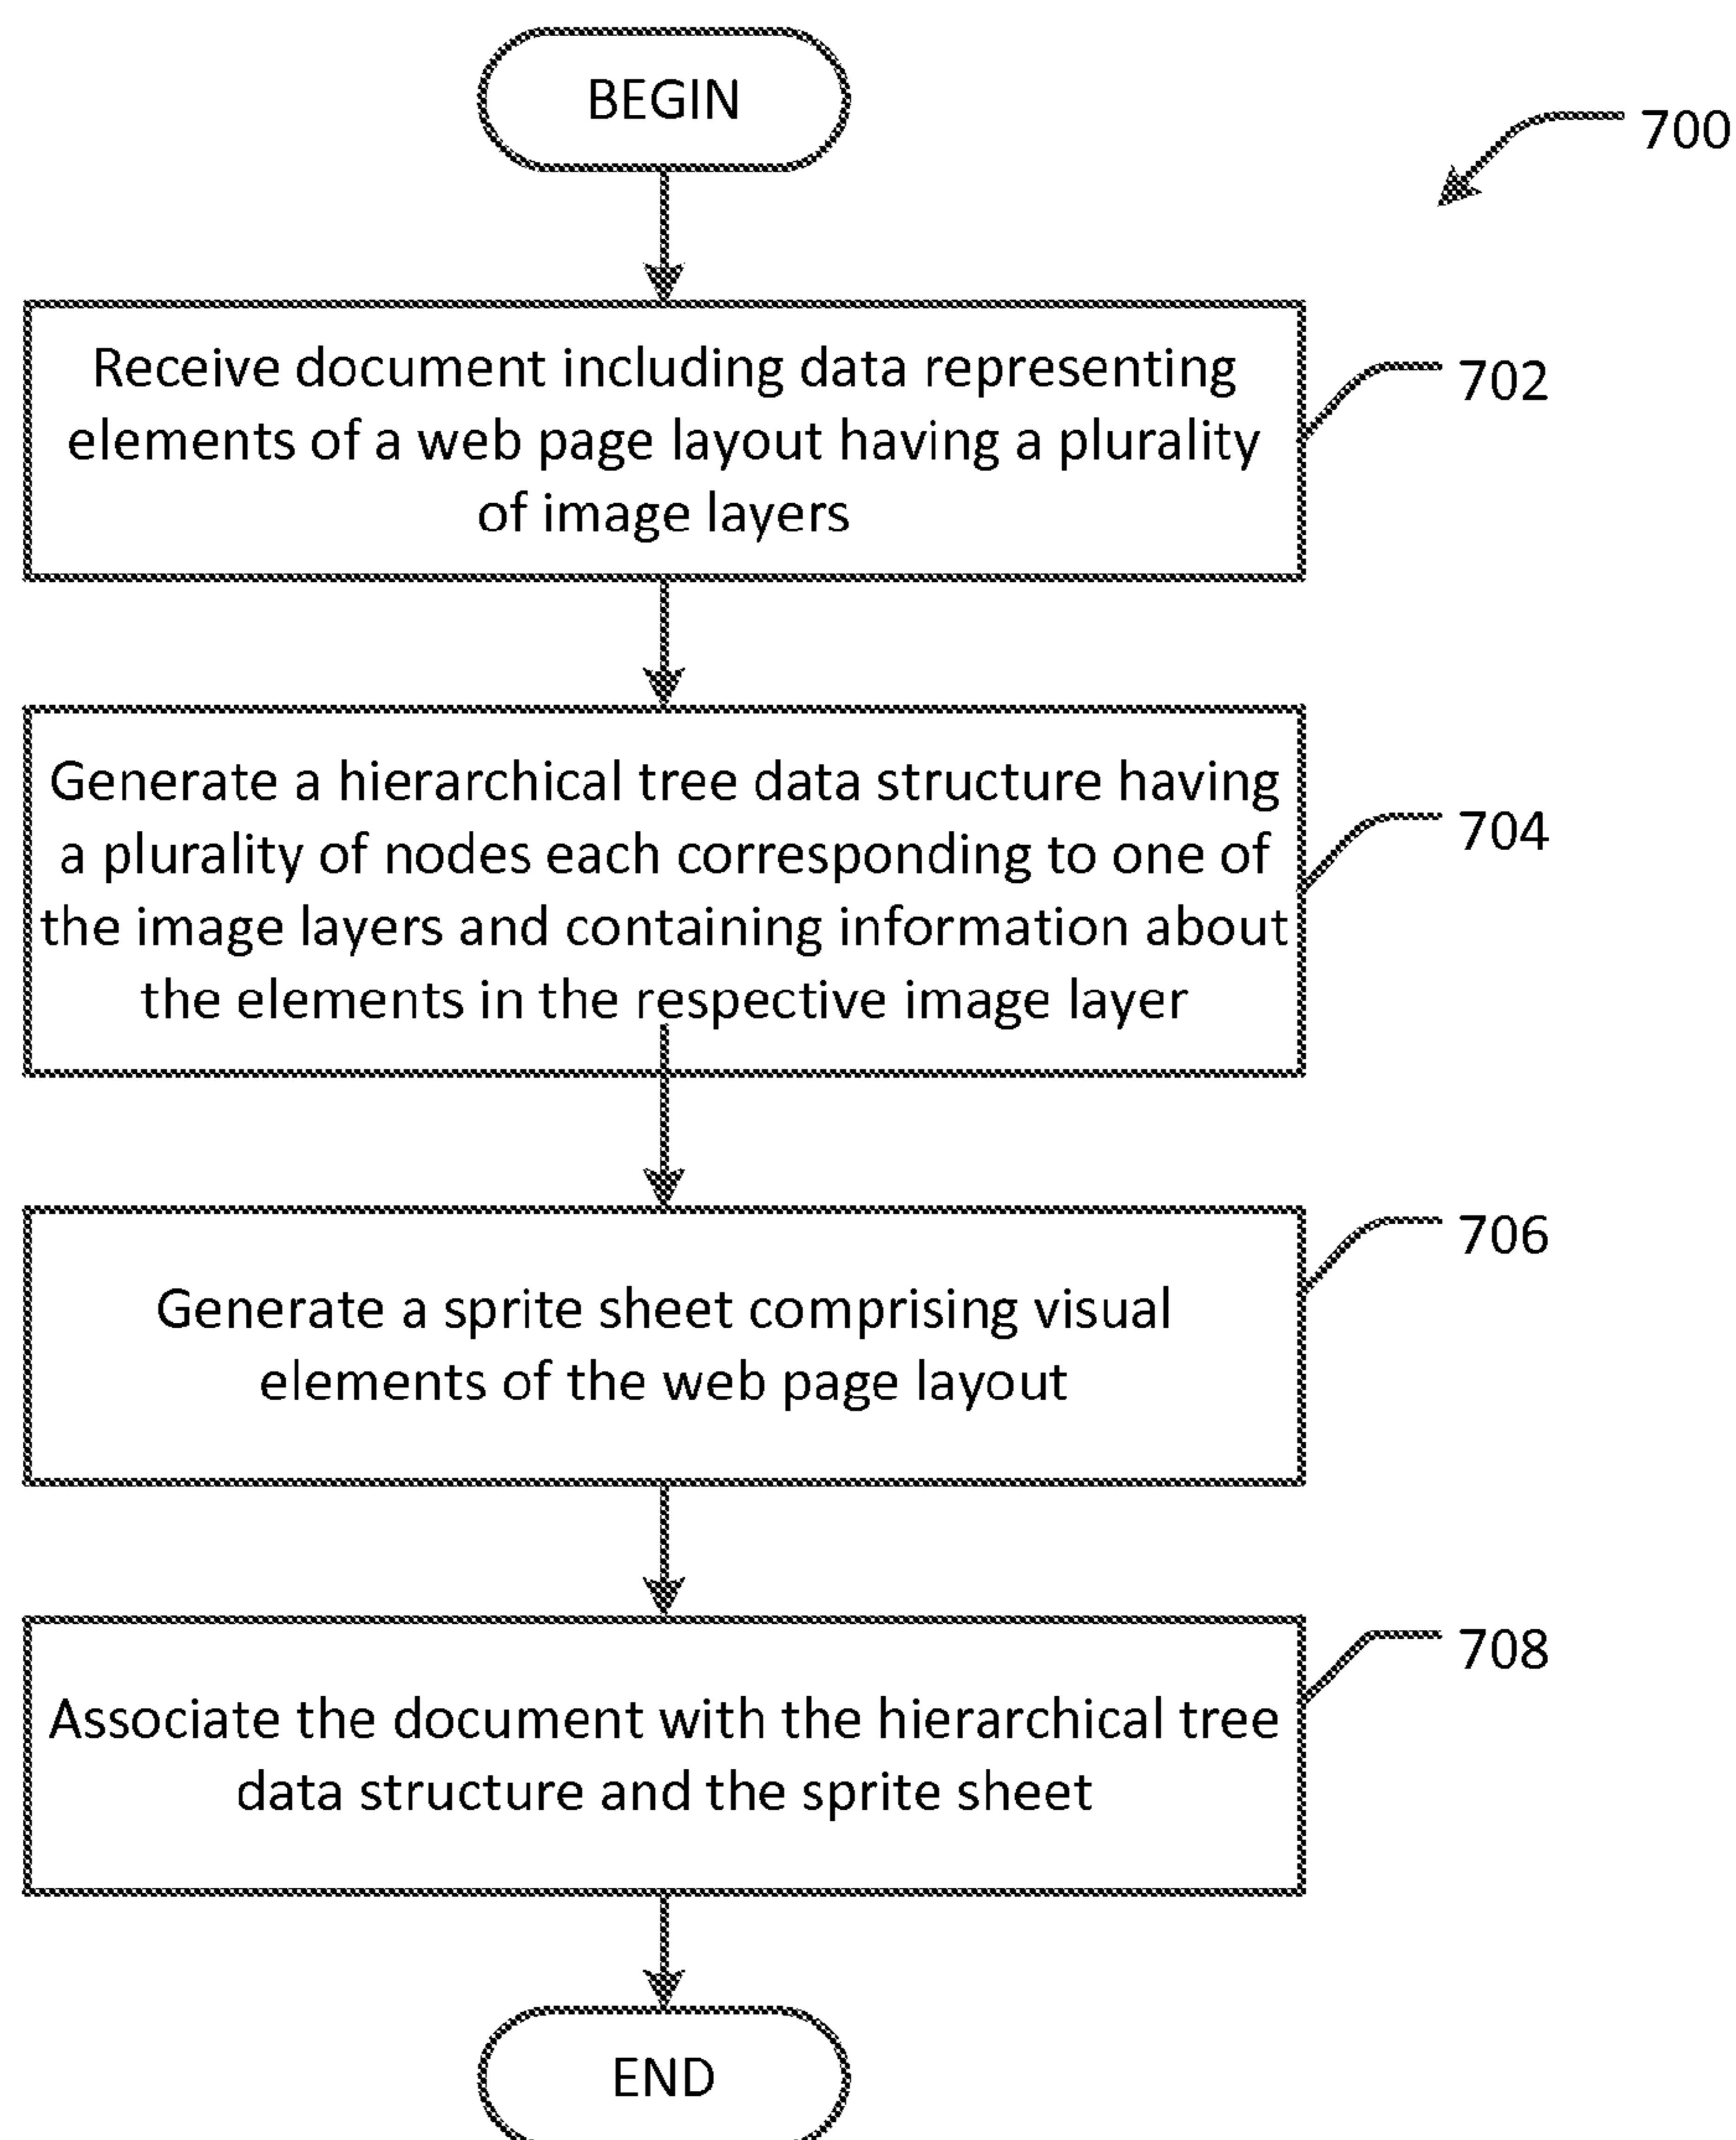 BEGIN
700
Receive document including data representing
elements of a web page layout having a plurality
of image layers
702
Generate a hierarchical tree data structure having
a plurality of nodes each corresponding to one of
the image layers and containing information about
the elements in the respective image layer
704
Generate a sprite sheet comprising visual
elements of the web page layout
706
Associate the document with the hierarchical tree
data structure and the sprite sheet
708
END